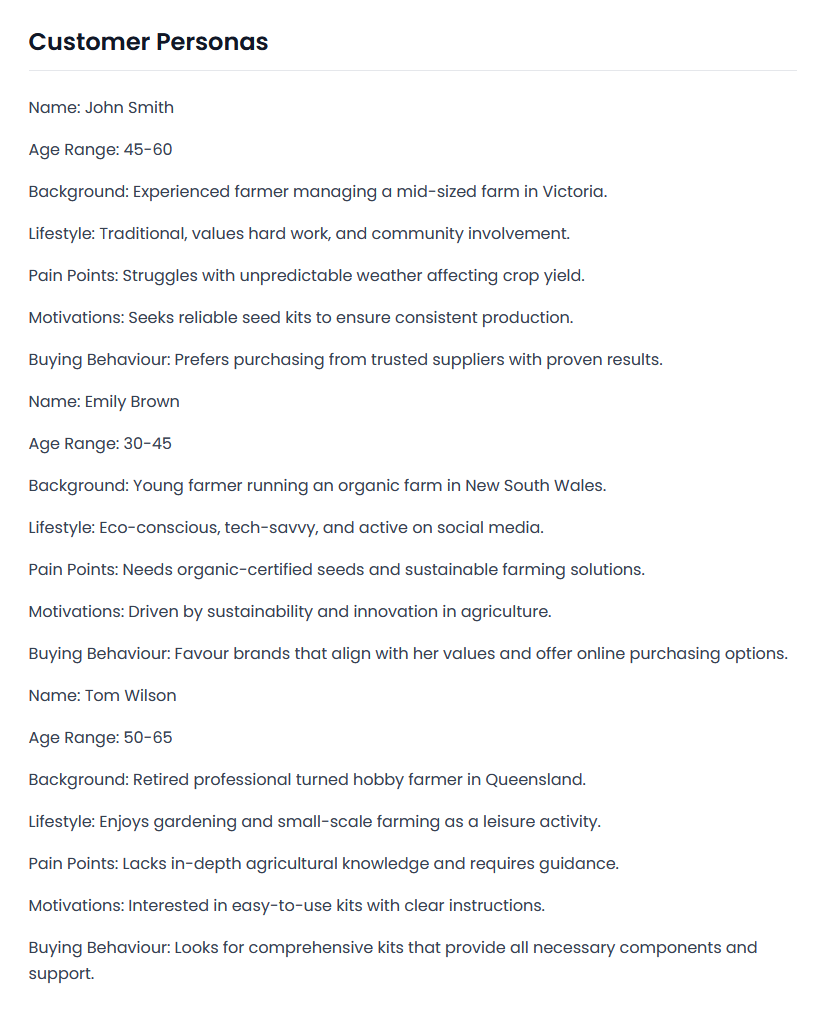 Customer Personas
Name: John Smith
Age Range: 45-60
Background: Experienced farmer managing a mid-sized farm in Victoria.
Lifestyle: Traditional, values hard work, and community involvement.
Pain Points: Struggles with unpredictable weather affecting crop yield.
Motivations: Seeks reliable seed kits to ensure consistent production.
Buying Behaviour: Prefers purchasing from trusted suppliers with proven results.
Name: Emily Brown
Age Range: 30-45
Background: Young farmer running an organic farm in New South Wales.
Lifestyle: Eco-conscious, tech-savvy, and active on social media.
Pain Points: Needs organic-certified seeds and sustainable farming solutions.
Motivations: Driven by sustainability and innovation in agriculture.
Buying Behaviour: Favour brands that align with her values and offer online purchasing options.
Name: Tom Wilson
Age Range: 50-65
Background: Retired professional turned hobby farmer in Queensland.
Lifestyle: Enjoys gardening and small-scale farming as a leisure activity.
Pain Points: Lacks in-depth agricultural knowledge and requires guidance.
Motivations: Interested in easy-to-use kits with clear instructions.
Buying Behaviour: Looks for comprehensive kits that provide all necessary components and
support.